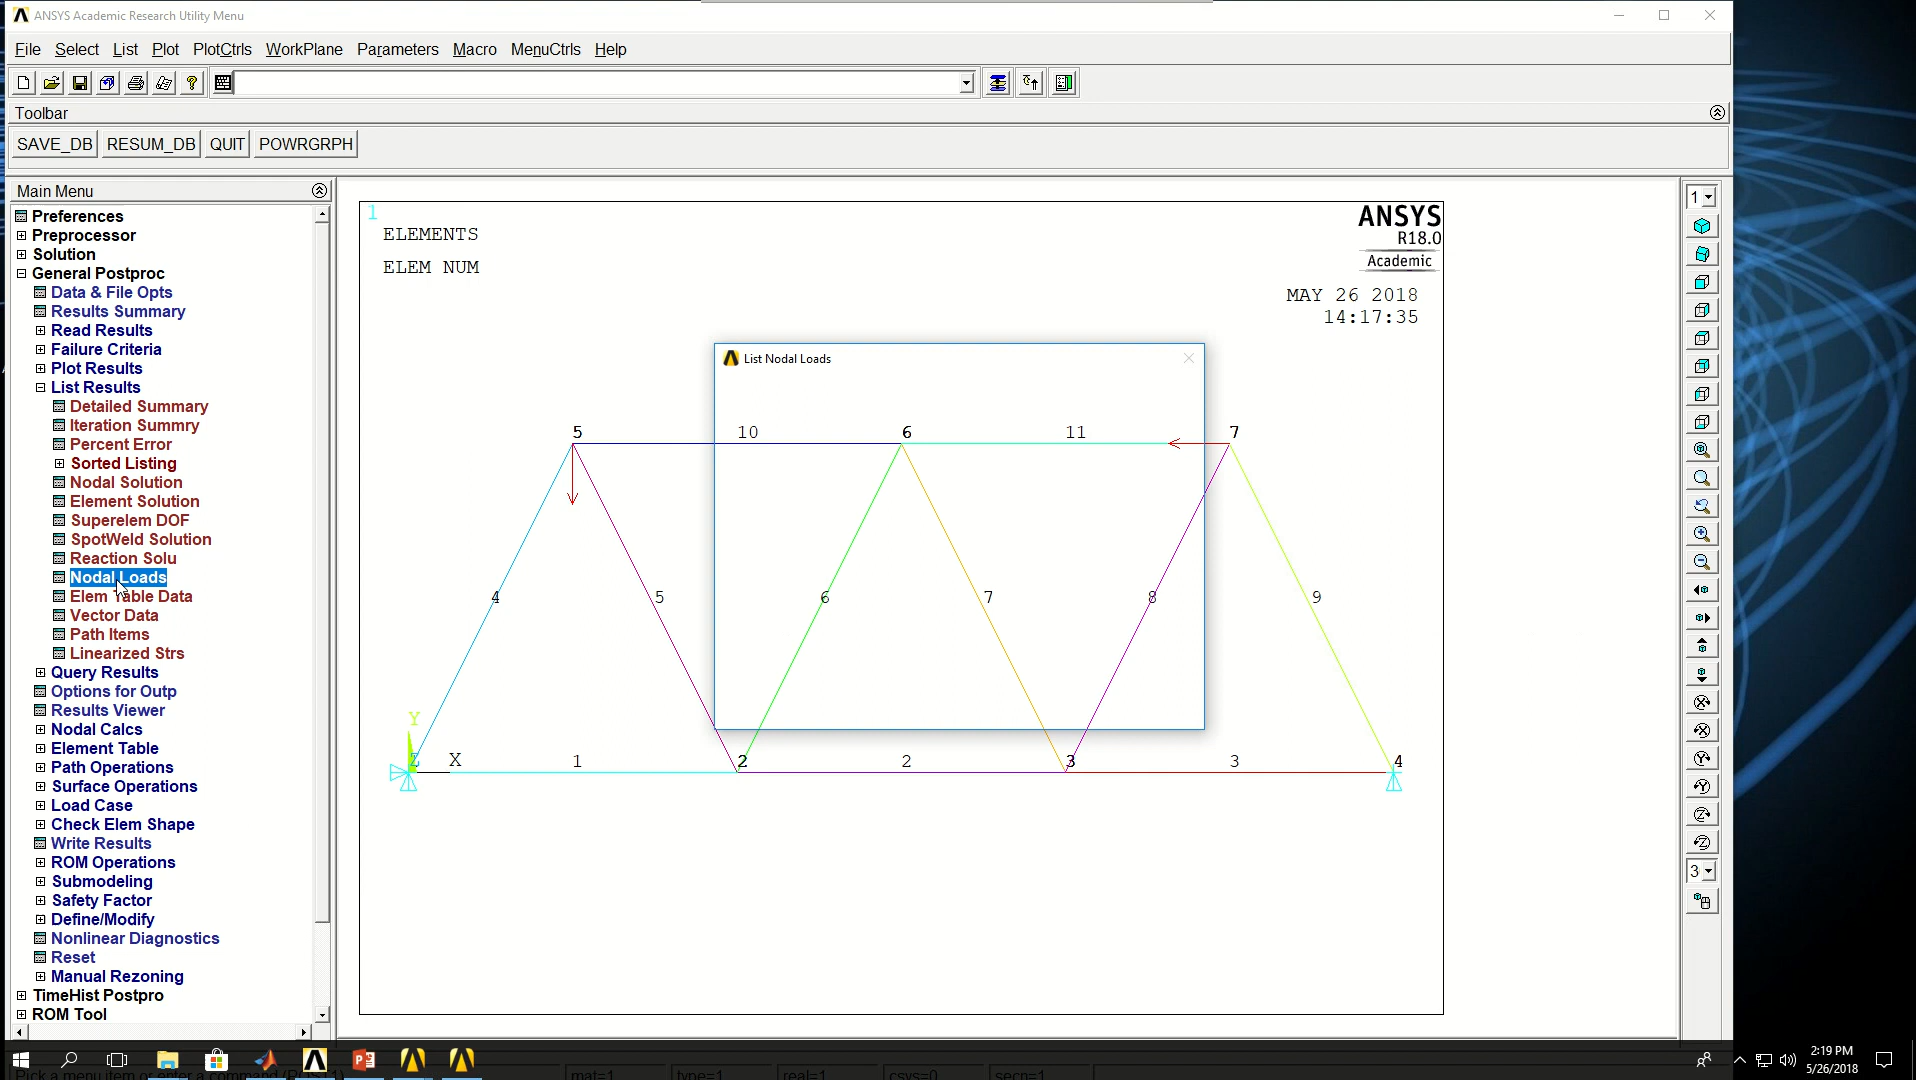 ANSYS Academic Research Utility Menu
File Select List Plot PlotCtrls WorkPlane Parameters Macro MenuCtrls Help
Toolbar
SAVE_DB RESUM_DB QUIT POWRGRPH
Main Menu
Preferences
Preprocessor
Solution
General Postproc
Data & File Opts
Results Summary
Read Results
Failure Criteria
Plot Results
List Results
Detailed Summary
Iteration Summry
Percent Error
Sorted Listing
Nodal Solution
Element Solution
Superelem DOF
SpotWeld Solution
Reaction Solu
Nodal Loads
Elem Table Data
Vector Data
Path Items
Linearized Strs
Query Results
Options for Outp
Results Viewer
Nodal Calcs
Element Table
Path Operations
Surface Operations
Load Case
Check Elem Shape
Write Results
ROM Operations
Submodeling
Safety Factor
Define/Modify
Nonlinear Diagnostics
Reset
Manual Rezoning
TimeHist Postpro
ROM Tool
1
ELEMENTS
ELEM NUM
ANSYS
R18.0
Academic
MAY 26 2018
14:17:35
List Nodal Loads
5 10 6 11 7
4 5 6 7 8 9
Y
Z X 1 2 2 3 3 4
1
3
Pick a menu item or enter a command (POST1)
mat=1 type=1 real=1 csys=0 secn=1
2:19 PM
5/26/2018